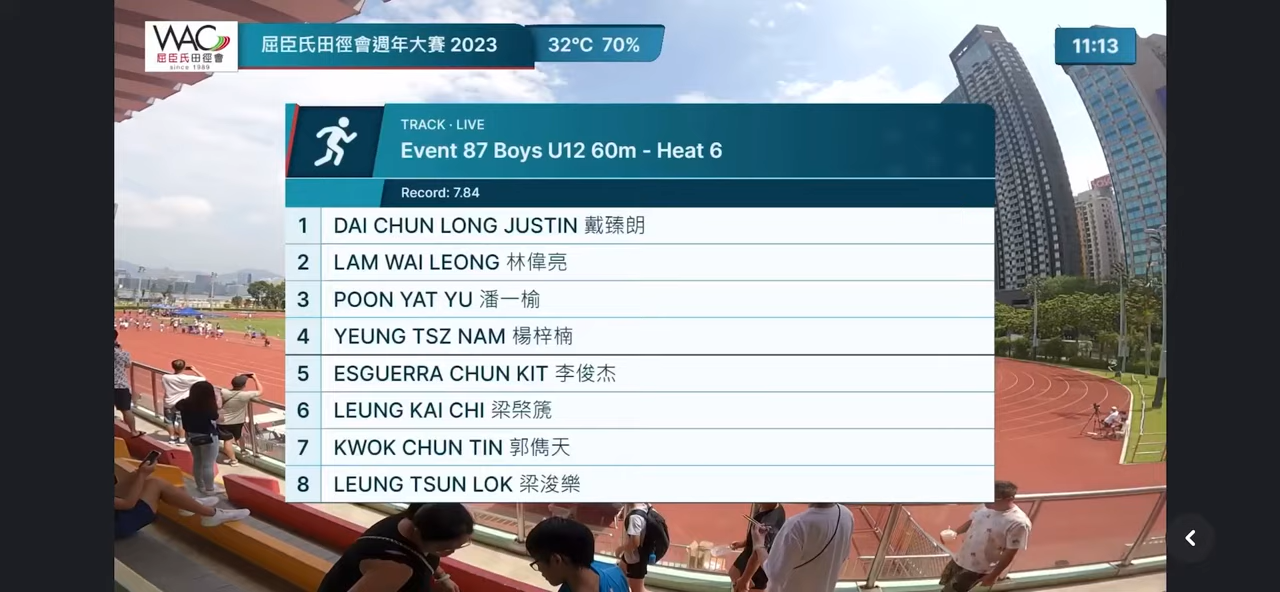 WAC
屈臣氏田徑會
since 1989
屈臣氏田徑會週年大賽 2023
32°C 70%
11:13
TRACK · LIVE
Event 87 Boys U12 60m - Heat 6
Record: 7.84
1 DAI CHUN LONG JUSTIN 戴臻朗
2 LAM WAI LEONG 林偉亮
3 POON YAT YU 潘一榆
4 YEUNG TSZ NAM 楊梓楠
5 ESGUERRA CHUN KIT 李俊杰
6 LEUNG KAI CHI 梁棨篪
7 KWOK CHUN TIN 郭雋天
8 LEUNG TSUN LOK 梁浚樂